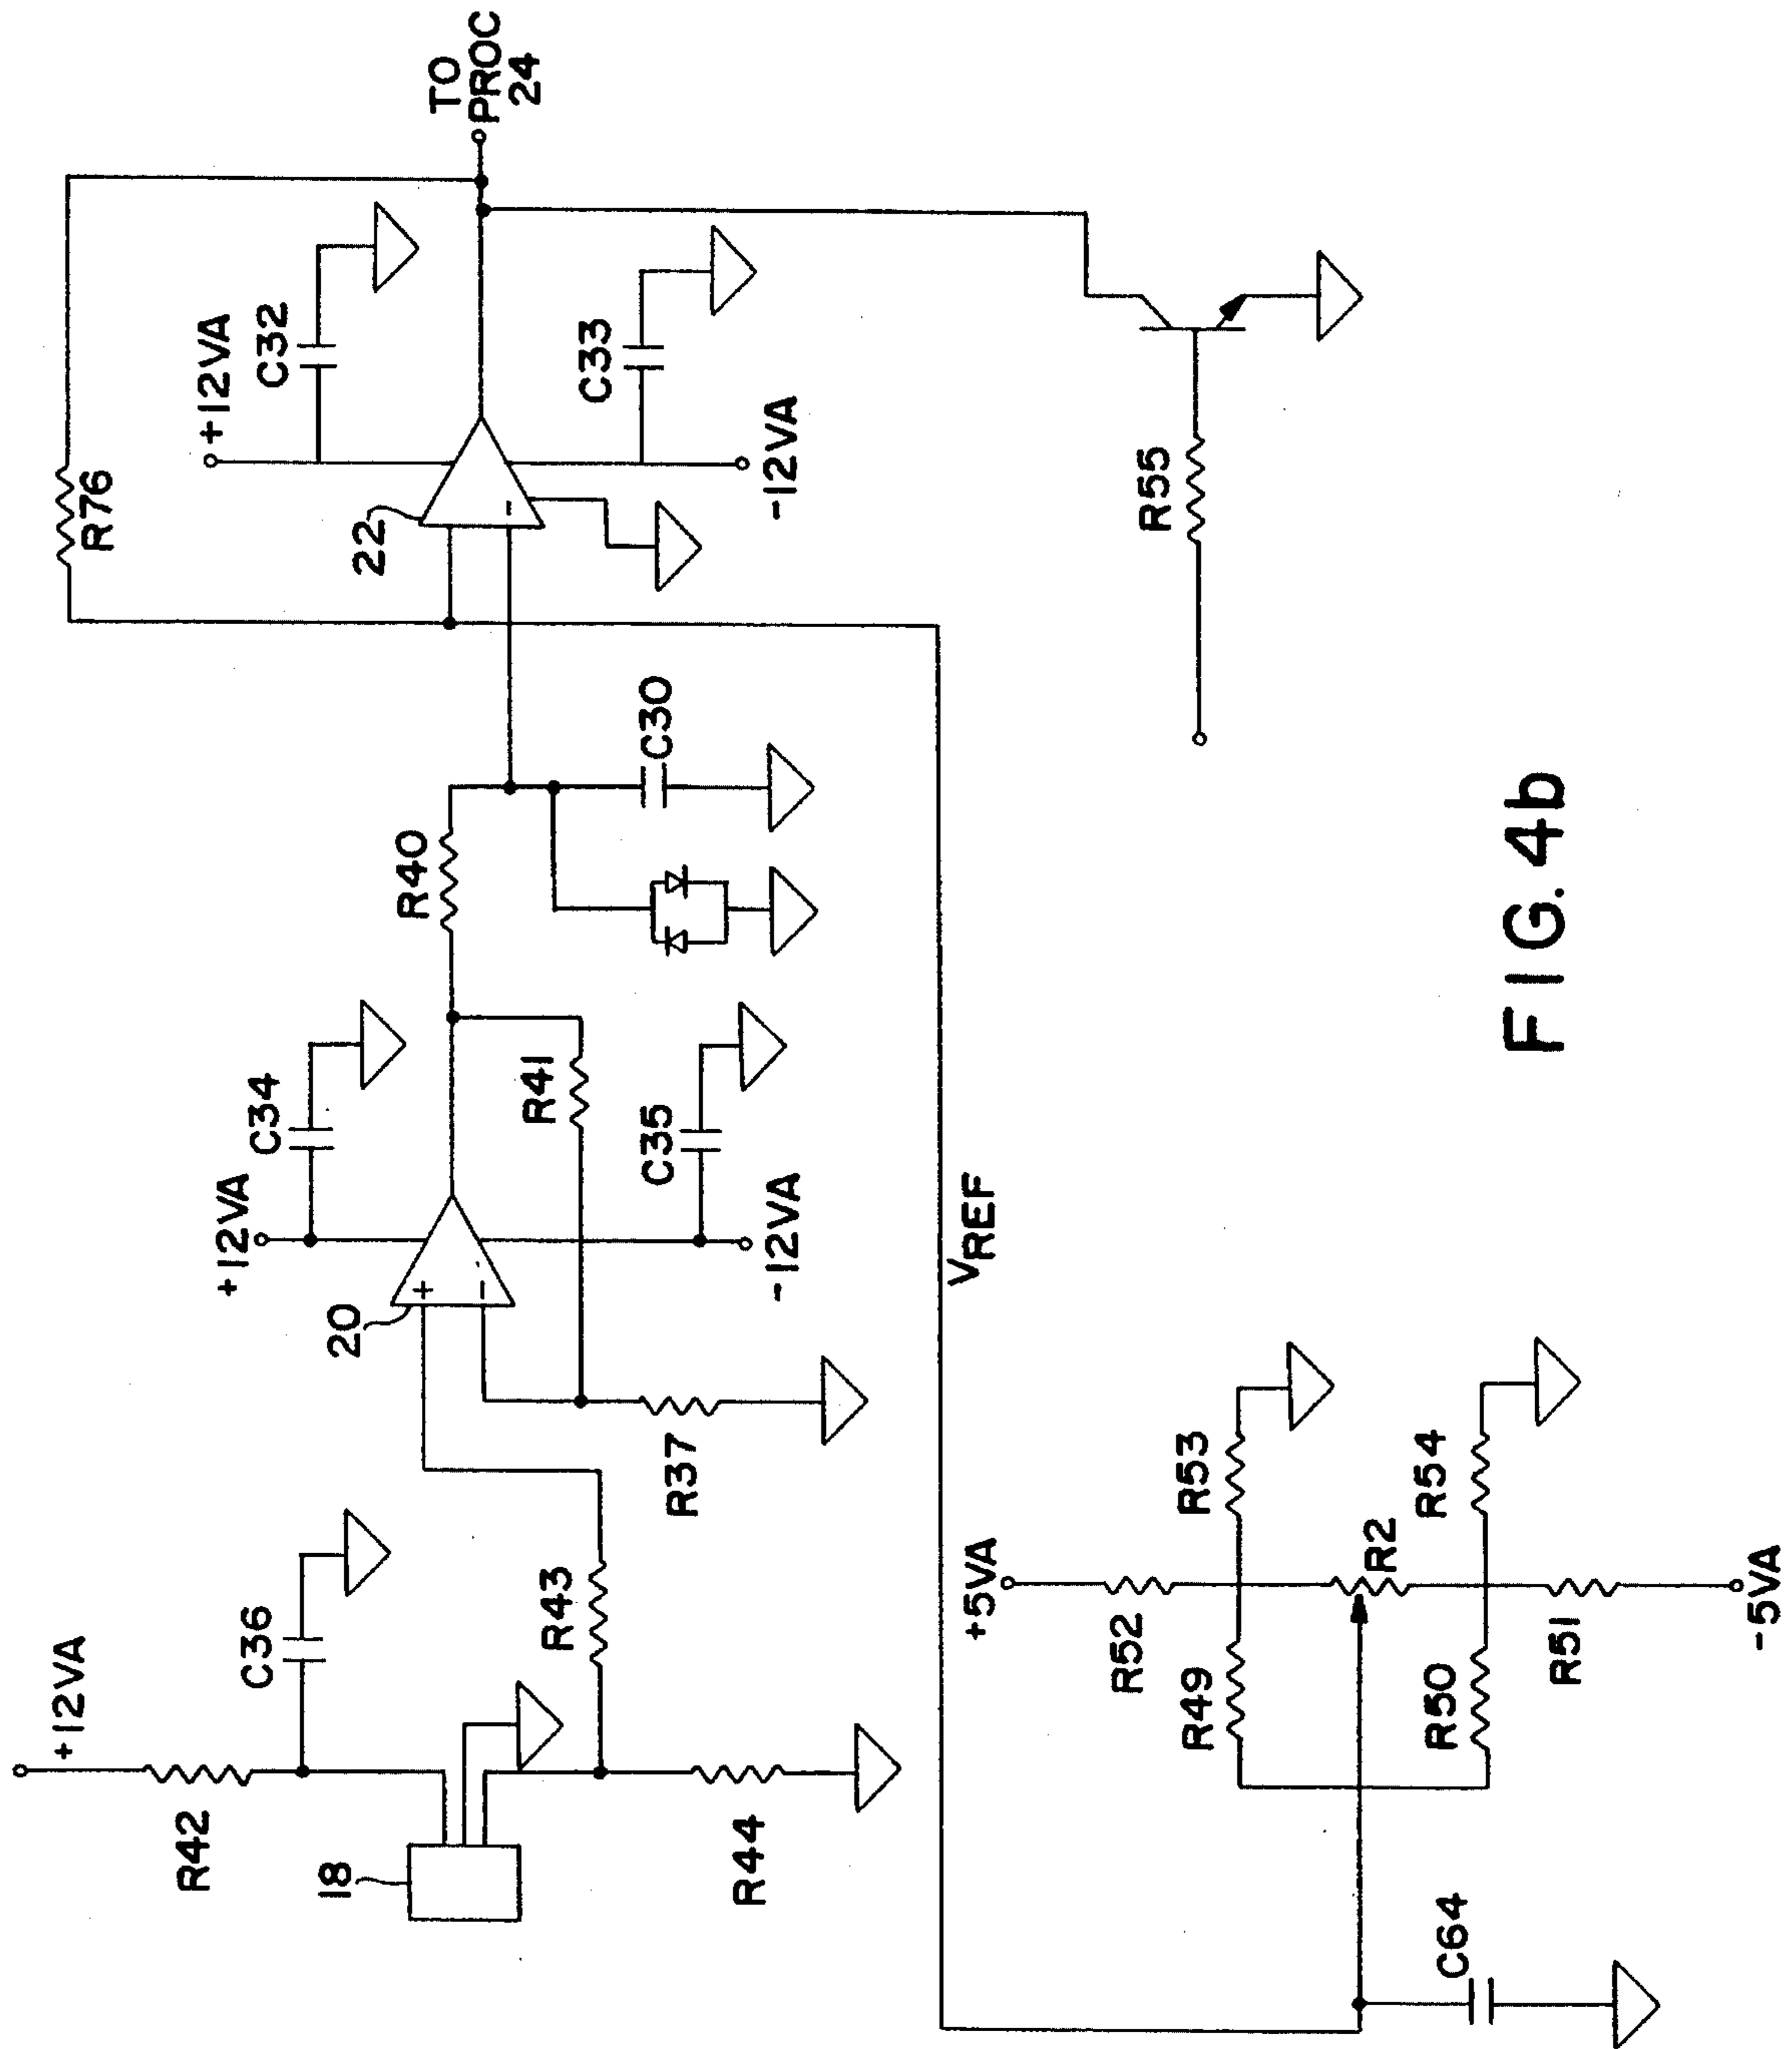 +12VA
R42
C36
18
R43
R44
+12VA
C34
20
+
-
R37
R41
C35
-12VA
R40
C30
R76
+12VA
C32
22
-
C33
-12VA
TO
PROC
24
VREF
R55
+5VA
R52
R53
R49
R2
R50
R54
R51
-5VA
C64
FIG. 4b